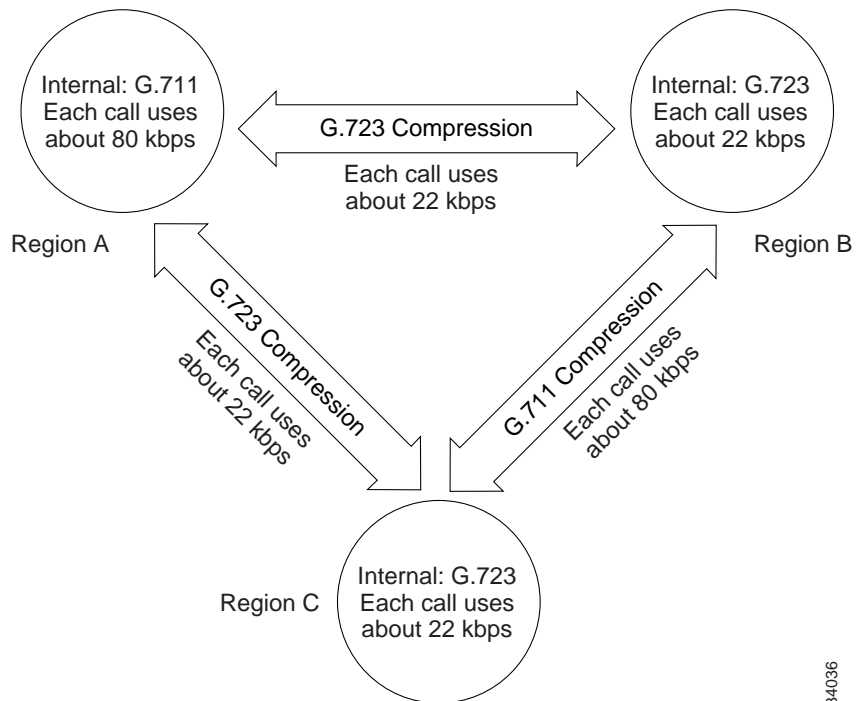 Internal: G.711
Each call uses
about 80 kbps
G.723 Compression
Each call uses
about 22 kbps
Internal: G.723
Each call uses
about 22 kbps
Region A
Region B
G.723 Compression
Each call uses
about 22 kbps
G.711 Compression
Each call uses
about 80 kbps
Region C
Internal: G.723
Each call uses
about 22 kbps